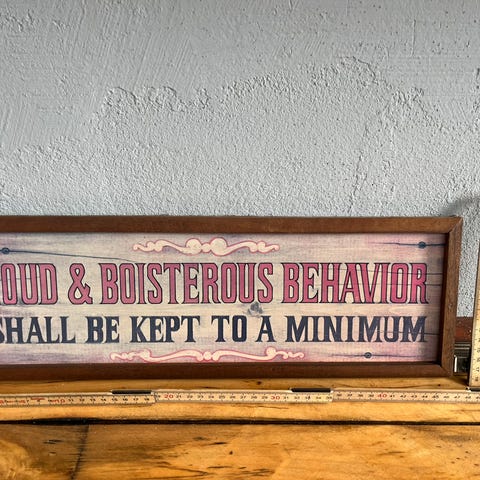 OUD & BOISTEROUS BEHAVIOR
SHALL BE KEPT TO A MINIMUM